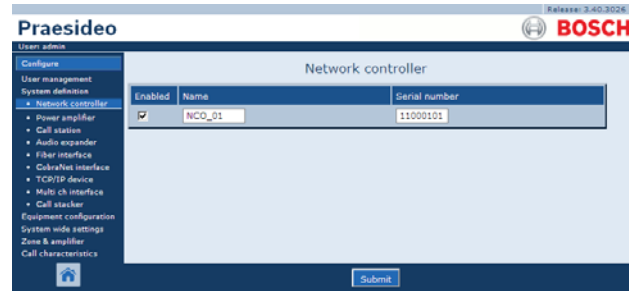 Release: 3.40.3026
Praesideo
BOSCH
User: admin
Configure
User management
System definition
• Network controller
• Power amplifier
• Call station
• Audio expander
• Fiber interface
• CobraNet interface
• TCP/IP device
• Multi ch interface
• Call stacker
Equipment configuration
System wide settings
Zone & amplifier
Call characteristics
Network controller
Enabled Name Serial number
NCO_01 11000101
Submit